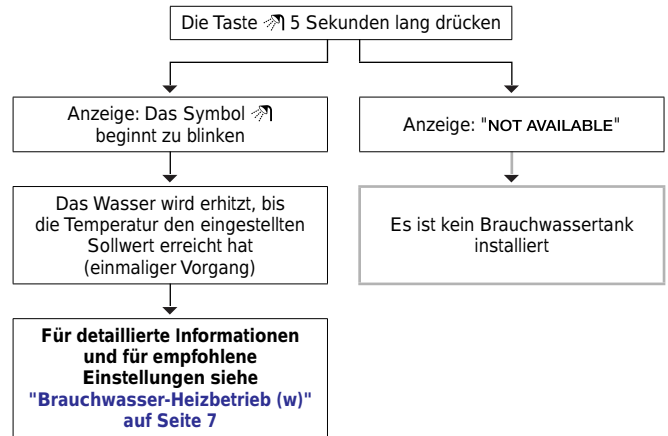 Die Taste 5 Sekunden lang drücken
Anzeige: Das Symbol
beginnt zu blinken
Anzeige: "NOT AVAILABLE"
Das Wasser wird erhitzt, bis
die Temperatur den eingestellten
Sollwert erreicht hat
(einmaliger Vorgang)
Es ist kein Brauchwassertank
installiert
Für detaillierte Informationen
und für empfohlene
Einstellungen siehe
"Brauchwasser-Heizbetrieb (w)"
auf Seite 7